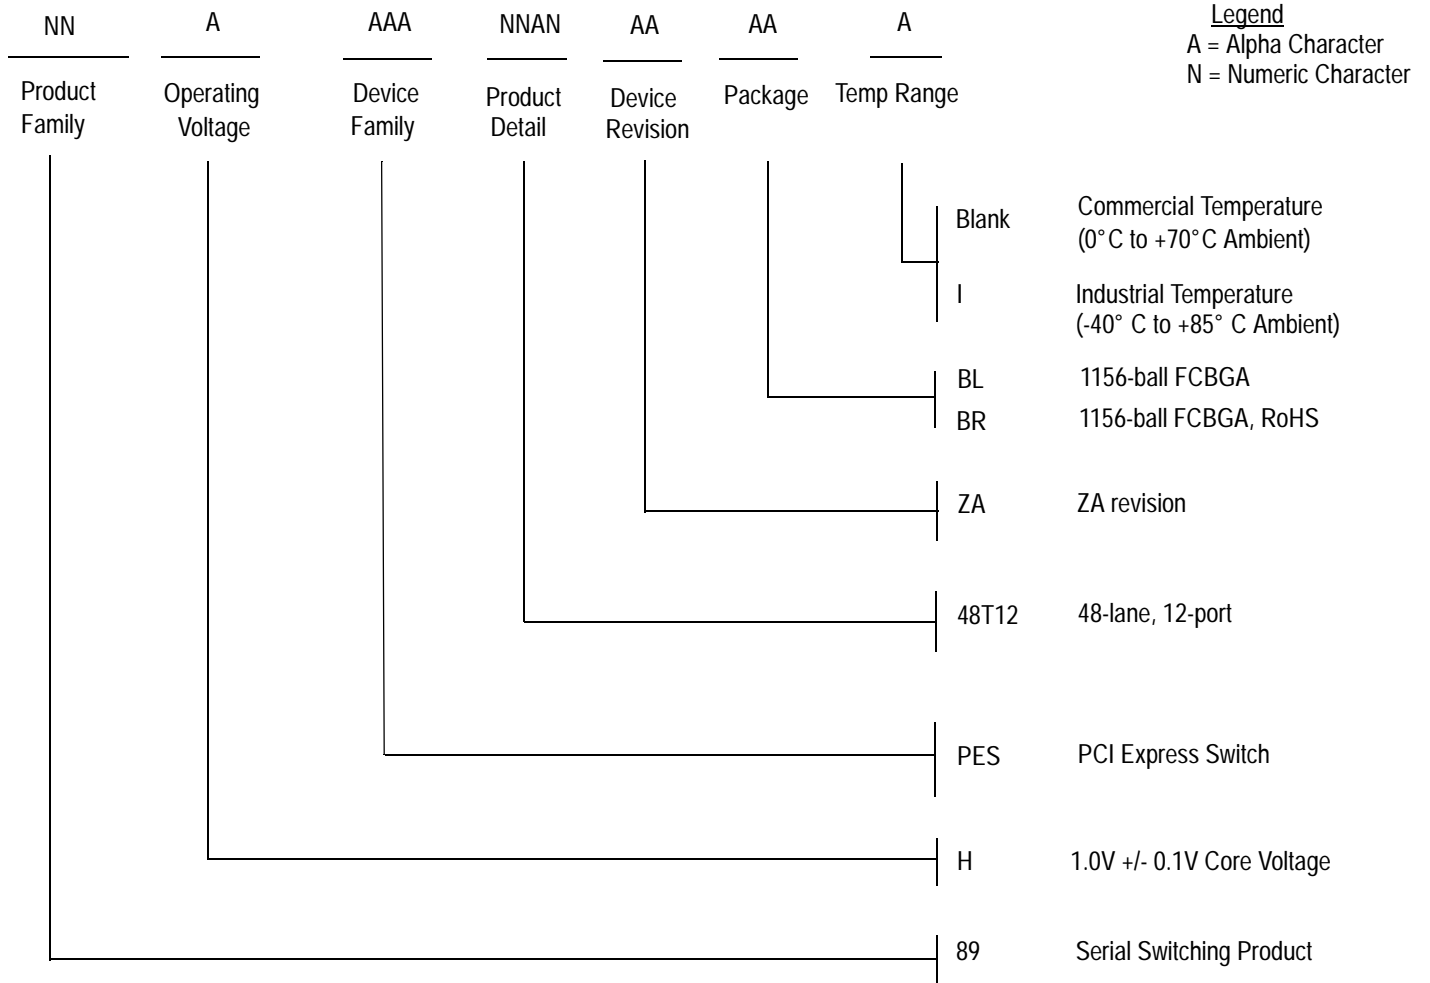 NN A AAA NNAN AA AA A
Legend
A = Alpha Character
N = Numeric Character
Product Family
Operating Voltage
Device Family
Product Detail
Device Revision
Package
Temp Range
Blank Commercial Temperature
(0°C to +70°C Ambient)
I Industrial Temperature
(-40° C to +85° C Ambient)
BL 1156-ball FCBGA
BR 1156-ball FCBGA, RoHS
ZA ZA revision
48T12 48-lane, 12-port
PES PCI Express Switch
H 1.0V +/- 0.1V Core Voltage
89 Serial Switching Product